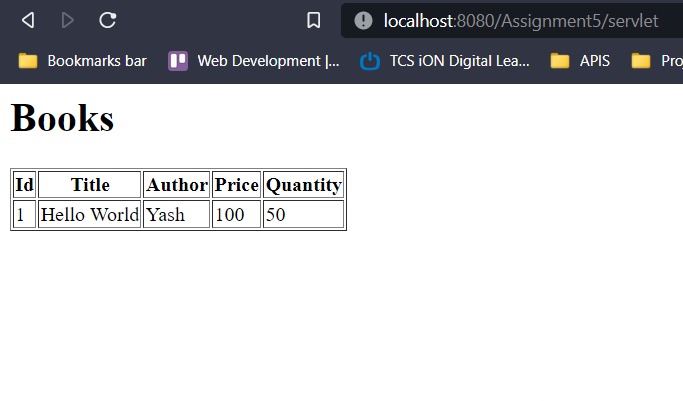 localhost:8080/Assignment5/servlet
Bookmarks bar Web Development |... TCS iON Digital Lea... APIS Pro
Books
Id Title Author Price Quantity
1 Hello World Yash 100 50